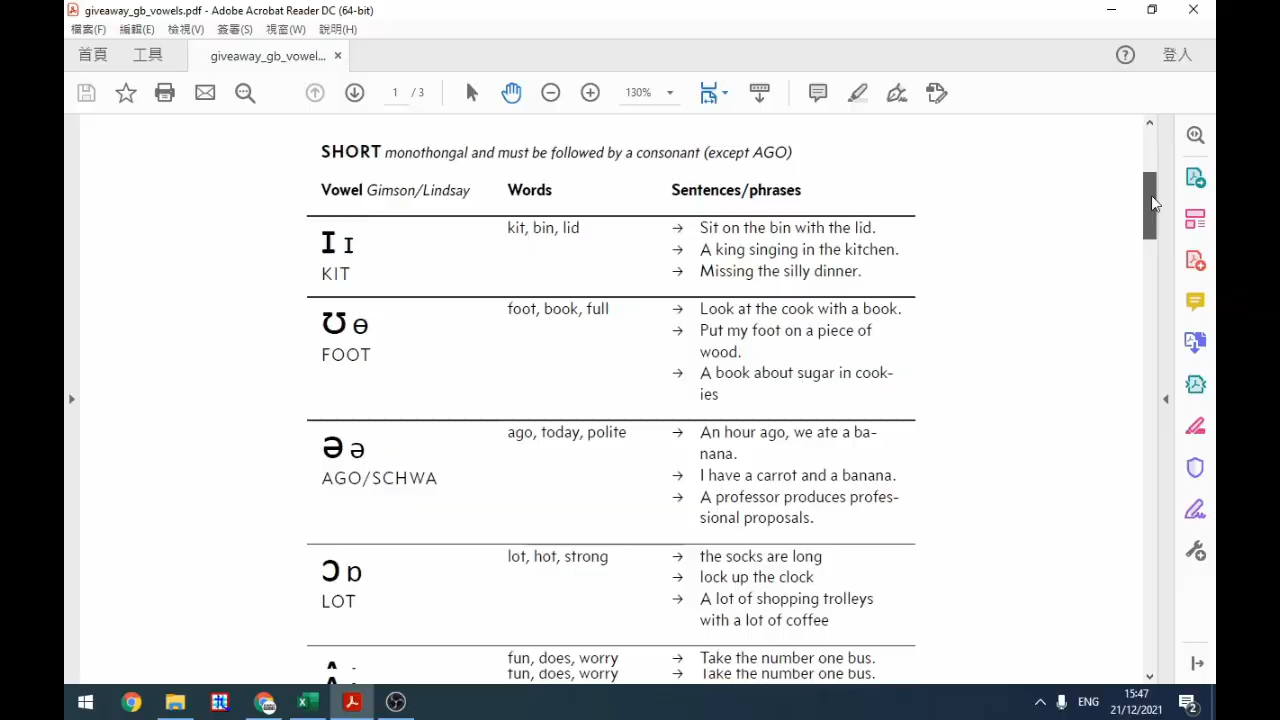 giveaway_gb_vowels.pdf - Adobe Acrobat Reader DC (64-bit)
檔案(F) 編輯(E) 檢視(V) 簽署(S) 視窗(W) 說明(H)
首頁 工具 giveaway_gb_vowel... × 登入
1 / 3 130%
SHORT monothongal and must be followed by a consonant (except AGO)
Vowel Gimson/Lindsay Words Sentences/phrases
ɪ ɪ kit, bin, lid → Sit on the bin with the lid.
→ A king singing in the kitchen.
KIT → Missing the silly dinner.
foot, book, full → Look at the cook with a book.
ʊ ɵ → Put my foot on a piece of
FOOT wood.
→ A book about sugar in cook-
ies
ago, today, polite → An hour ago, we ate a ba-
ə ə nana.
AGO/SCHWA → I have a carrot and a banana.
→ A professor produces profes-
sional proposals.
lot, hot, strong → the socks are long
ɔ ɒ → lock up the clock
LOT → A lot of shopping trolleys
with a lot of coffee
fun, does, worry → Take the number one bus.
fun, does, worry → Take the number one bus.
ENG 15:47
21/12/2021 2